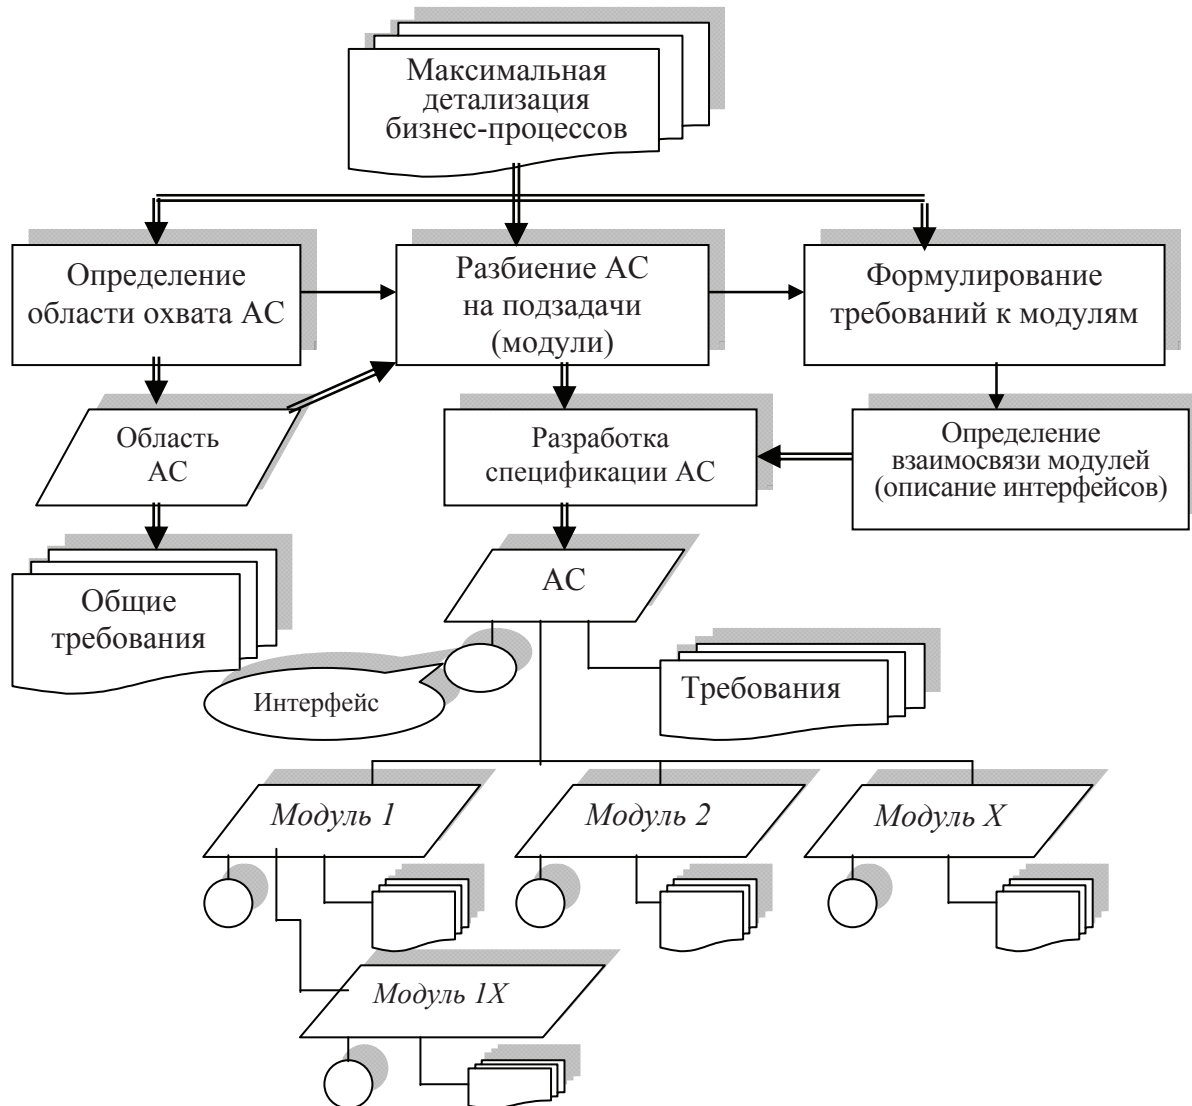 Максимальная
детализация
бизнес-процессов
Определение
области охвата АС
Разбиение АС
на подзадачи
(модули)
Формулирование
требований к модулям
Область
АС
Разработка
спецификации АС
Определение
взаимосвязи модулей
(описание интерфейсов)
Общие
требования
АС
Интерфейс
Требования
Модуль 1
Модуль 2
Модуль X
Модуль 1X